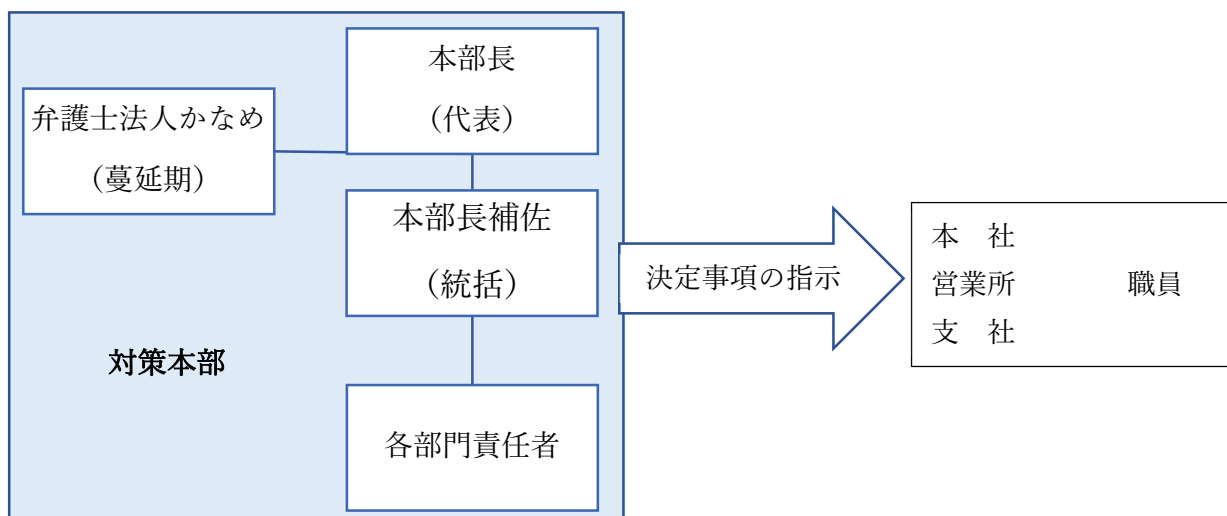 本部長
（代表）
弁護士法人かなめ
（蔓延期）
本部長補佐
（統括）
対策本部
各部門責任者
決定事項の指示
本　社
営業所　　　　職員
支　社